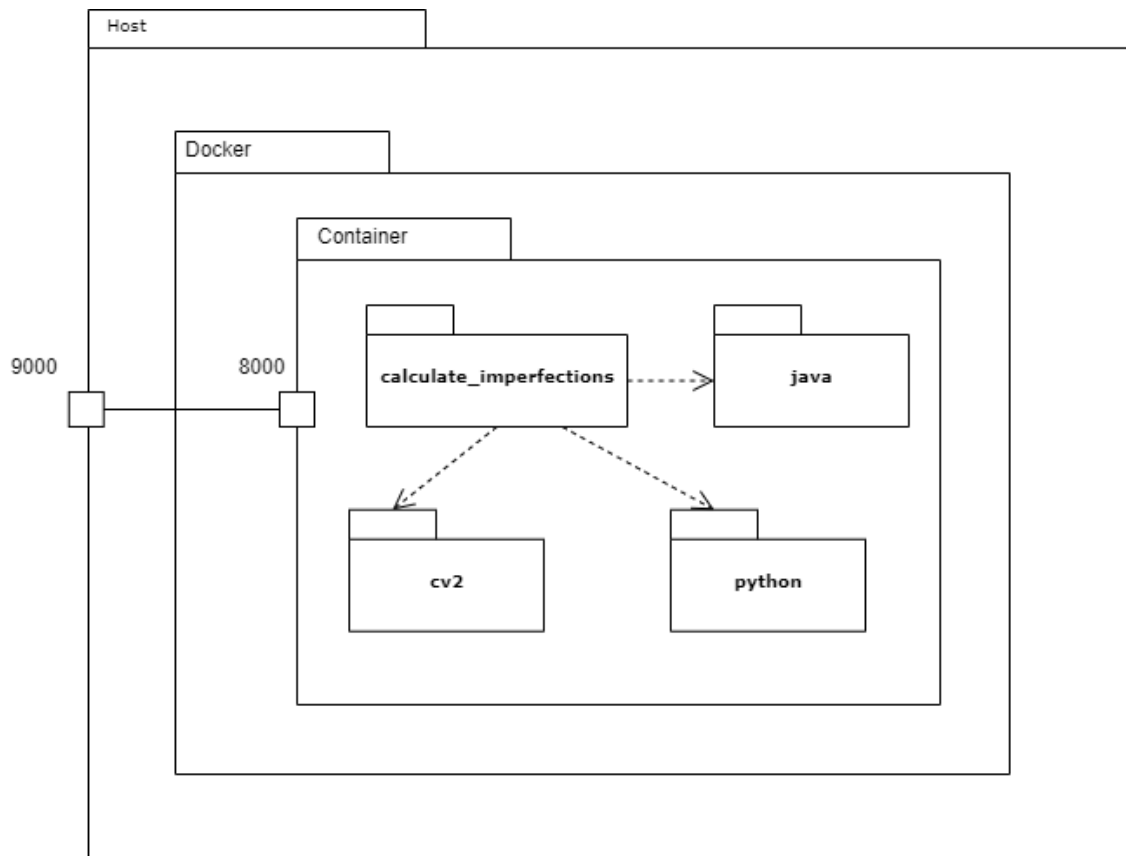 Host
Docker
Container
9000
8000
calculate_imperfections
java
cv2
python